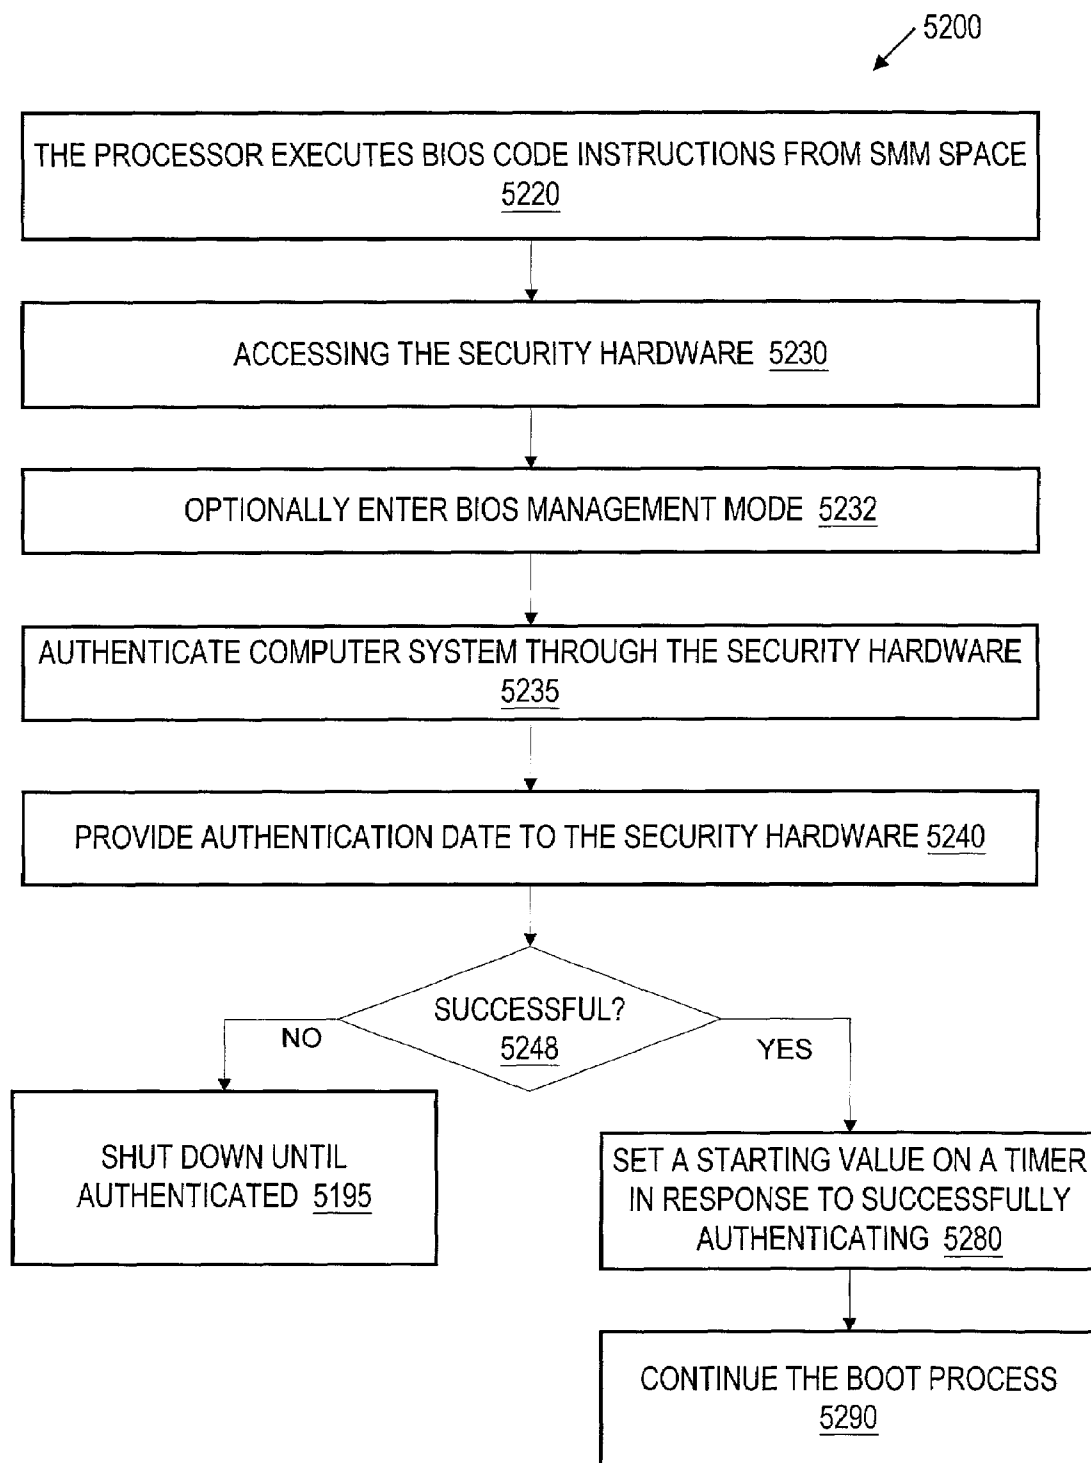 5200
THE PROCESSOR EXECUTES BIOS CODE INSTRUCTIONS FROM SMM SPACE
5220
ACCESSING THE SECURITY HARDWARE 5230
OPTIONALLY ENTER BIOS MANAGEMENT MODE 5232
AUTHENTICATE COMPUTER SYSTEM THROUGH THE SECURITY HARDWARE
5235
PROVIDE AUTHENTICATION DATE TO THE SECURITY HARDWARE 5240
SUCCESSFUL?
5248
NO
YES
SHUT DOWN UNTIL
AUTHENTICATED 5195
SET A STARTING VALUE ON A TIMER
IN RESPONSE TO SUCCESSFULLY
AUTHENTICATING 5280
CONTINUE THE BOOT PROCESS
5290